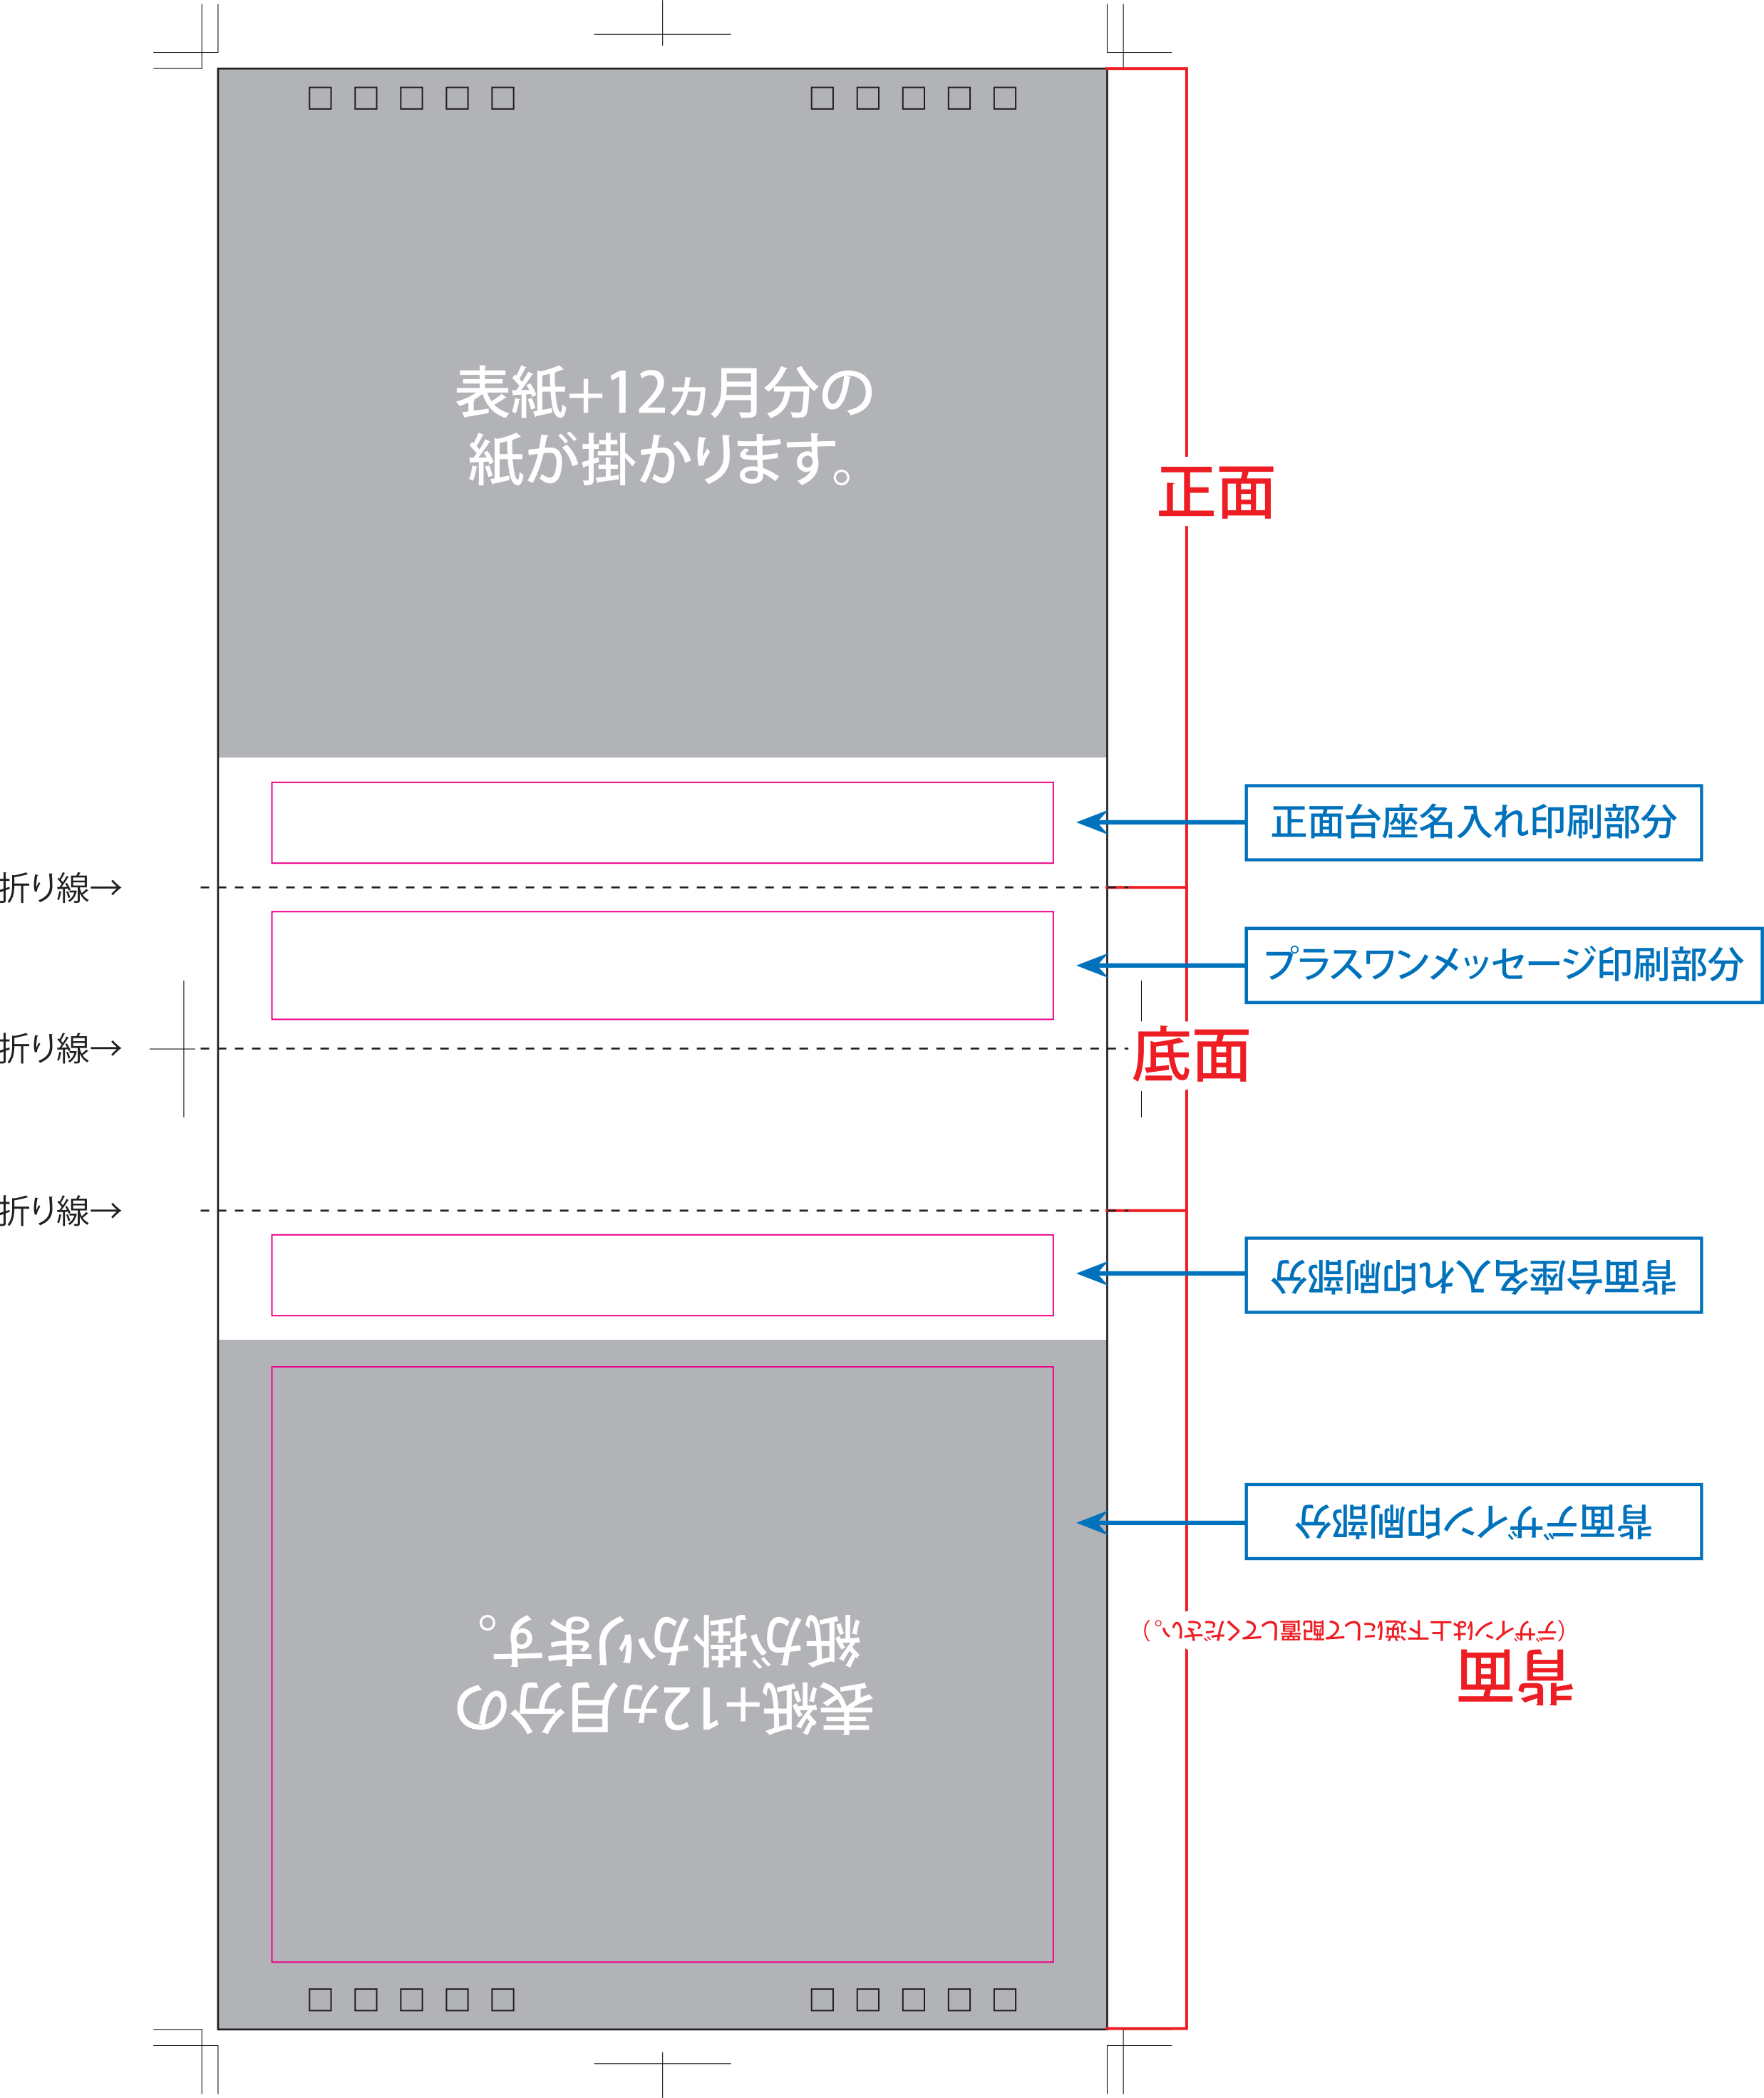 表紙+12ヵ月分の
紙が掛かります。
正面
正面台座名入れ印刷部分
折り線→
プラスワンメッセージ印刷部分
底面
折り線→
折り線→
背面台座名入れ印刷部分
背面デザイン印刷部分
背面
(デザインは上下逆にして配置してください。)
表紙+12ヵ月分の
紙が掛かります。